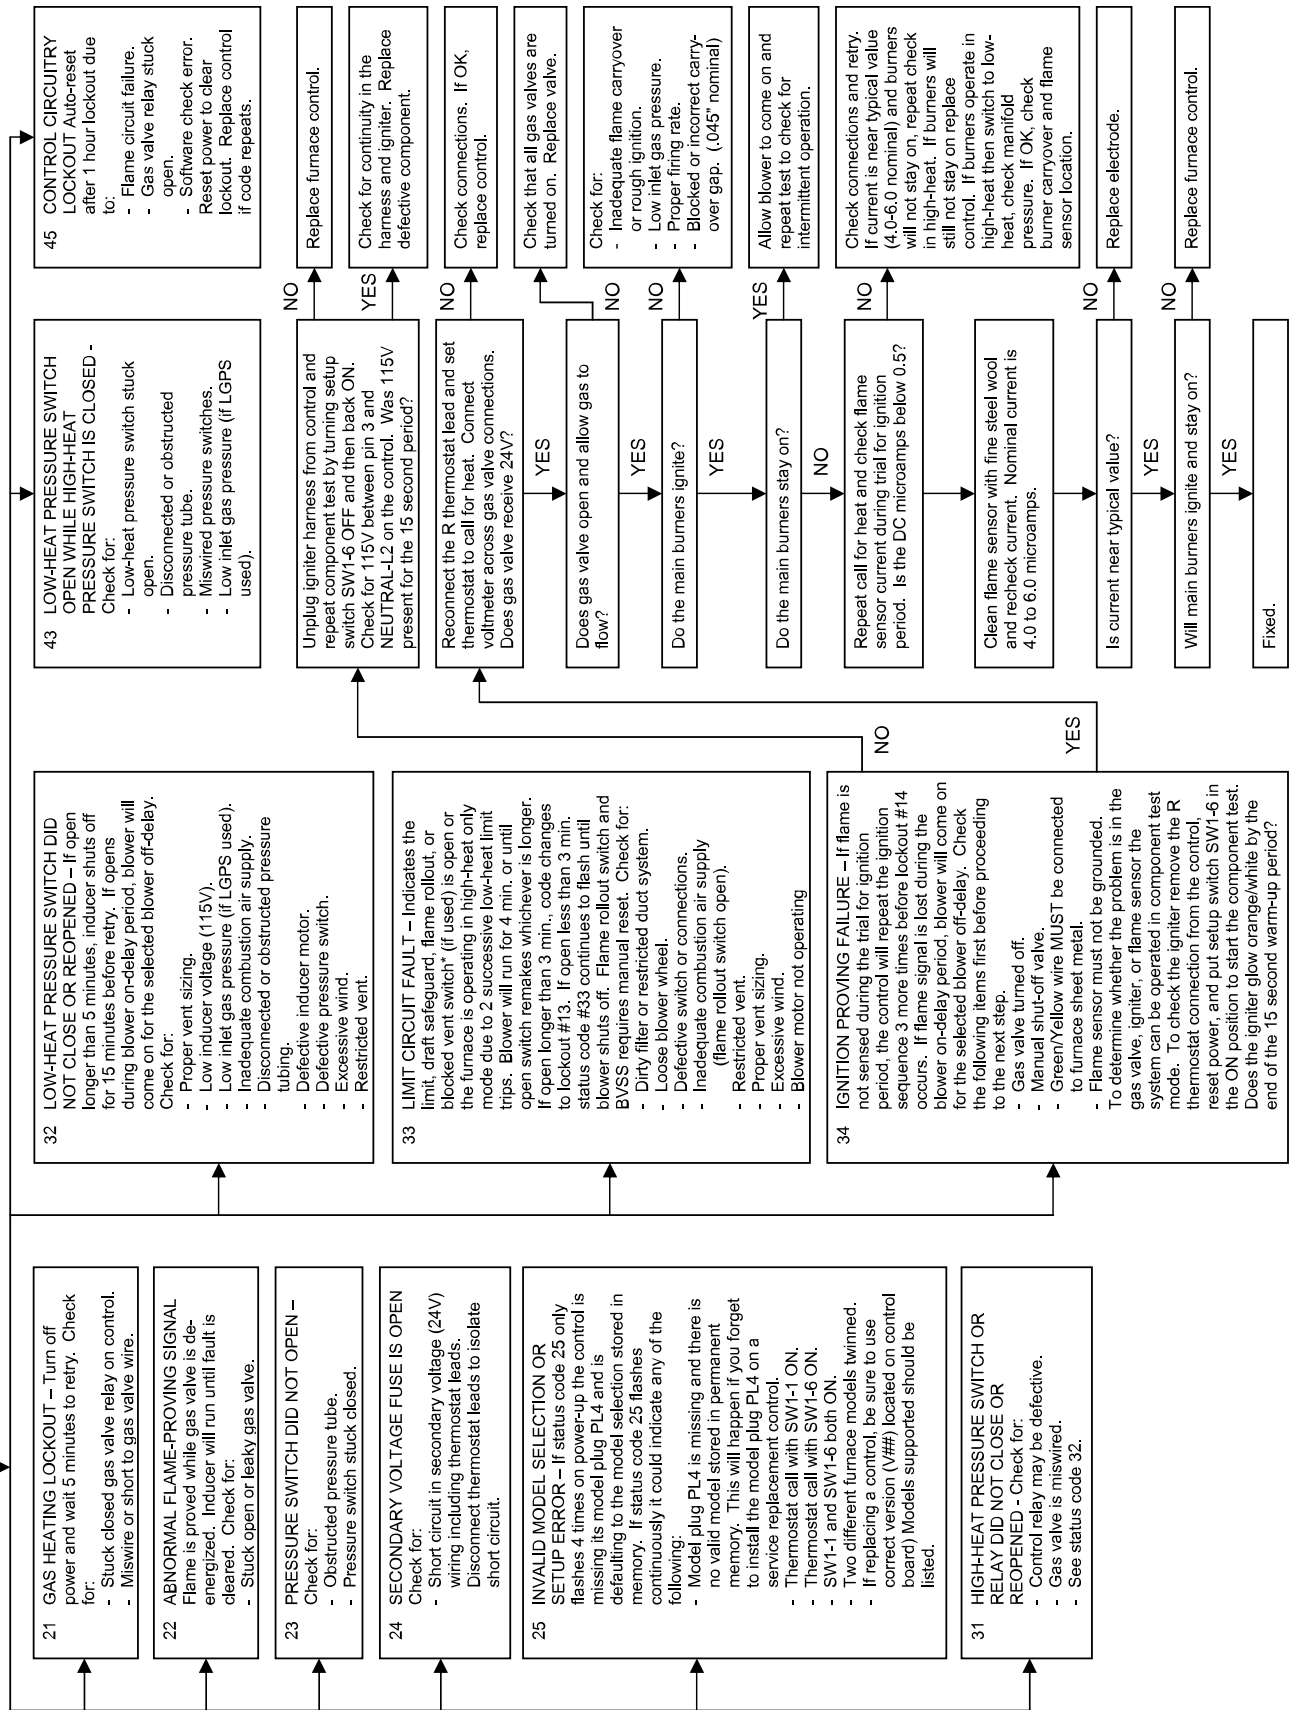 21 GAS HEATING LOCKOUT – Turn off
power and wait 5 minutes to retry. Check
for:
- Stuck closed gas valve relay on control.
- Miswire or short to gas valve wire.
22 ABNORMAL FLAME-PROVING SIGNAL
Flame is proved while gas valve is de-
energized. Inducer will run until fault is
cleared. Check for:
- Stuck open or leaky gas valve.
23 PRESSURE SWITCH DID NOT OPEN –
Check for:
- Obstructed pressure tube.
- Pressure switch stuck closed.
24 SECONDARY VOLTAGE FUSE IS OPEN
Check for:
- Short circuit in secondary voltage (24V)
wiring including thermostat leads.
Disconnect thermostat leads to isolate
short circuit.
25 INVALID MODEL SELECTION OR
SETUP ERROR – If status code 25 only
flashes 4 times on power-up the control is
missing its model plug PL4 and is
defaulting to the model selection stored in
memory. If status code 25 flashes
continuously it could indicate any of the
following:
- Model plug PL4 is missing and there is
no valid model stored in permanent
memory. This will happen if you forget
to install the model plug PL4 on a
service replacement control.
- Thermostat call with SW1-1 ON.
- Thermostat call with SW1-6 ON.
- SW1-1 and SW1-6 both ON.
- Two different furnace models twinned.
- If replacing a control, be sure to use
correct version (V##) located on control
board) Models supported should be
listed.
31 HIGH-HEAT PRESSURE SWITCH OR
RELAY DID NOT CLOSE OR
REOPENED - Check for:
- Control relay may be defective.
- Gas valve is miswired.
- See status code 32.
32 LOW-HEAT PRESSURE SWITCH DID
NOT CLOSE OR REOPENED – If open
longer than 5 minutes, inducer shuts off
for 15 minutes before retry. If opens
during blower on-delay period, blower will
come on for the selected blower off-delay.
Check for:
- Proper vent sizing.
- Low inducer voltage (115V).
- Low inlet gas pressure (if LGPS used).
- Inadequate combustion air supply.
- Disconnected or obstructed pressure
tubing.
- Defective inducer motor.
- Defective pressure switch.
- Excessive wind.
- Restricted vent.
33 LIMIT CIRCUIT FAULT – Indicates the
limit, draft safeguard, flame rollout, or
blocked vent switch* (if used) is open or
the furnace is operating in high-heat only
mode due to 2 successive low-heat limit
trips. Blower will run for 4 min. or until
open switch remakes whichever is longer.
If open longer than 3 min., code changes
to lockout #13. If open less than 3 min.
status code #33 continues to flash until
blower shuts off. Flame rollout switch and
BVSS requires manual reset. Check for:
- Dirty filter or restricted duct system.
- Loose blower wheel.
- Defective switch or connections.
- Inadequate combustion air supply
(flame rollout switch open).
- Restricted vent.
- Proper vent sizing.
- Excessive wind.
- Blower motor not operating
34 IGNITION PROVING FAILURE – If flame is
not sensed during the trial for ignition
period, the control will repeat the ignition
sequence 3 more times before lockout #14
occurs. If flame signal is lost during the
blower on-delay period, blower will come on
for the selected blower off-delay. Check
the following items first before proceeding
to the next step.
- Gas valve turned off.
- Manual shut-off valve.
- Green/Yellow wire MUST be connected
to furnace sheet metal.
- Flame sensor must not be grounded.
To determine whether the problem is in the
gas valve, igniter, or flame sensor the
system can be operated in component test
mode. To check the igniter remove the R
thermostat connection from the control,
reset power, and put setup switch SW1-6 in
the ON position to start the component test.
Does the igniter glow orange/white by the
end of the 15 second warm-up period?
NO
YES
43 LOW-HEAT PRESSURE SWITCH
OPEN WHILE HIGH-HEAT
PRESSURE SWITCH IS CLOSED -
Check for:
- Low-heat pressure switch stuck
open.
- Disconnected or obstructed
pressure tube.
- Miswired pressure switches.
- Low inlet gas pressure (if LGPS
used).
45 CONTROL CIRCUITRY
LOCKOUT Auto-reset
after 1 hour lockout due
to:
- Flame circuit failure.
- Gas valve relay stuck
open.
- Software check error.
Reset power to clear
lockout. Replace control
if code repeats.
Unplug igniter harness from control and
repeat component test by turning setup
switch SW1-6 OFF and then back ON.
Check for 115V between pin 3 and
NEUTRAL-L2 on the control. Was 115V
present for the 15 second period?
NO
Replace furnace control.
YES
Check for continuity in the
harness and igniter. Replace
defective component.
Reconnect the R thermostat lead and set
thermostat to call for heat. Connect
voltmeter across gas valve connections.
Does gas valve receive 24V?
NO
Check connections. If OK,
replace control.
YES
Does gas valve open and allow gas to
flow?
NO
Check that all gas valves are
turned on. Replace valve.
YES
Do the main burners ignite?
NO
Check for:
- Inadequate flame carryover
or rough ignition.
- Low inlet gas pressure.
- Proper firing rate.
- Blocked or incorrect carry-
over gap. (.045" nominal)
YES
Do the main burners stay on?
YES
Allow blower to come on and
repeat test to check for
intermittent operation.
NO
Repeat call for heat and check flame
sensor current during trial for ignition
period. Is the DC microamps below 0.5?
NO
Check connections and retry.
If current is near typical value
(4.0-6.0 nominal) and burners
will not stay on, repeat check
in high-heat. If burners will
still not stay on replace
control. If burners operate in
high-heat then switch to low-
heat, check manifold
pressure. If OK, check
burner carryover and flame
sensor location.
Clean flame sensor with fine steel wool
and recheck current. Nominal current is
4.0 to 6.0 microamps.
Is current near typical value?
NO
Replace electrode.
YES
Will main burners ignite and stay on?
NO
Replace furnace control.
YES
Fixed.